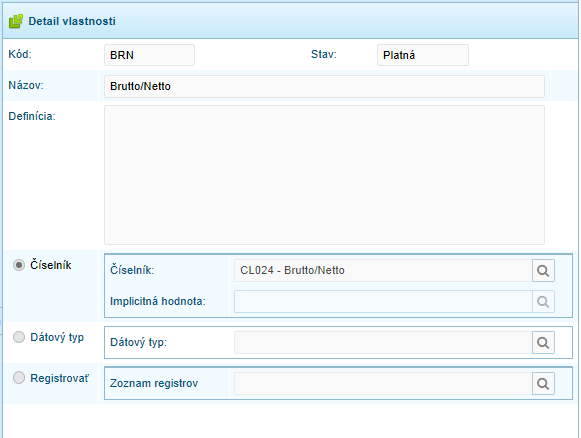 Detail vlastnosti
Kód: BRN Stav: Platná
Názov: Brutto/Netto
Definícia:
Číselník Číselník: CL024 - Brutto/Netto
Implicitná hodnota:
Dátový typ Dátový typ:
Registrovať Zoznam registrov